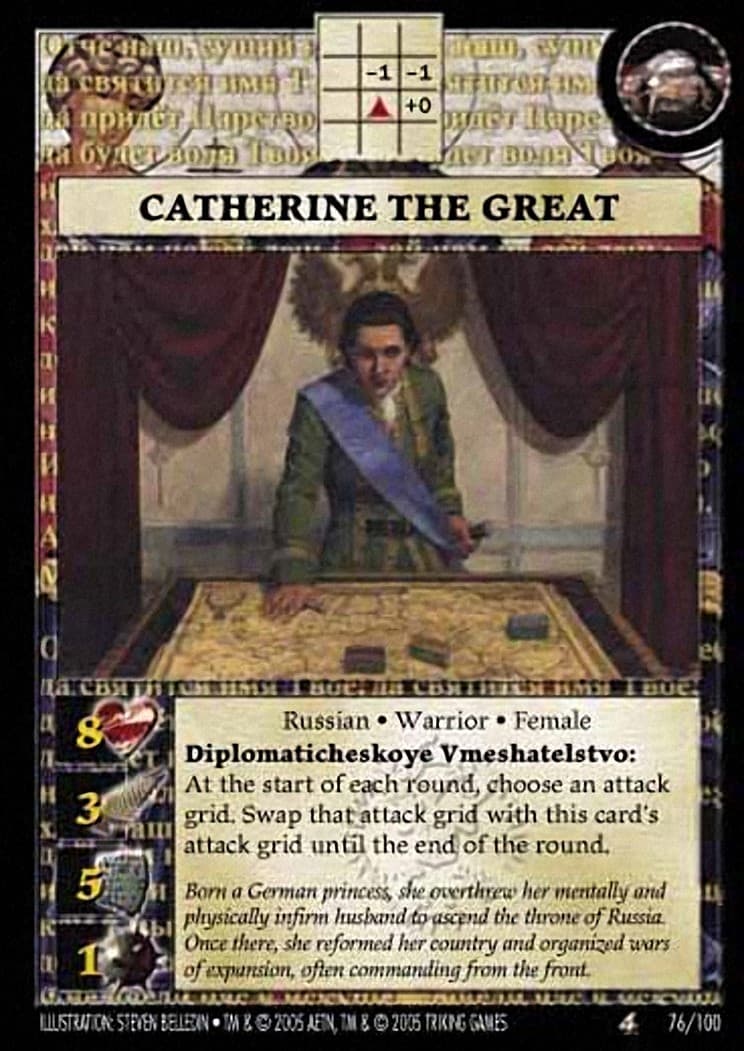 Отче наш, сущий
-1 -1
+0
CATHERINE THE GREAT
8
Russian • Warrior • Female
Diplomaticheskoye Vmeshatelstvo:
3
At the start of each round, choose an attack
grid. Swap that attack grid with this card's
attack grid until the end of the round.
5
Born a German princess, she overthrew her mentally and
physically infirm husband to ascend the throne of Russia.
Once there, she reformed her country and organized wars
1
of expansion, often commanding from the front.
ILLUSTRATION: STEVEN BELLEDIN • TM & © 2005 AETN, TM & © 2005 TRIKING GAMES
4
76/100